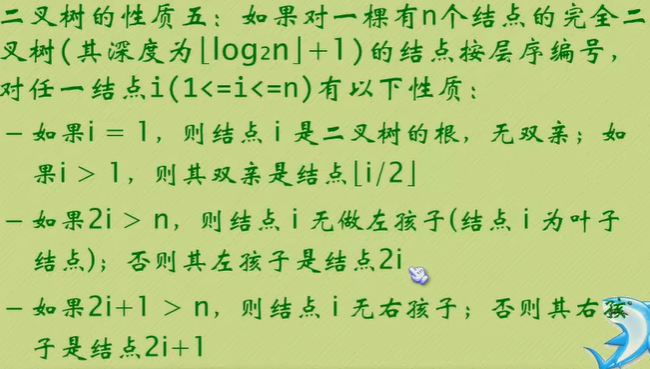 二叉树的性质五：如果对一棵有n个结点的完全二
叉树(其深度为⌊log₂n⌋+1)的结点按层序编号，
对任一结点i(1<=i<=n)有以下性质：
– 如果i = 1，则结点 i 是二叉树的根，无双亲；如
果i > 1，则其双亲是结点⌊i/2⌋
– 如果2i > n，则结点 i 无做左孩子(结点 i 为叶子
结点)；否则其左孩子是结点2i
– 如果2i+1 > n，则结点 i 无右孩子；否则其右孩
子是结点2i+1